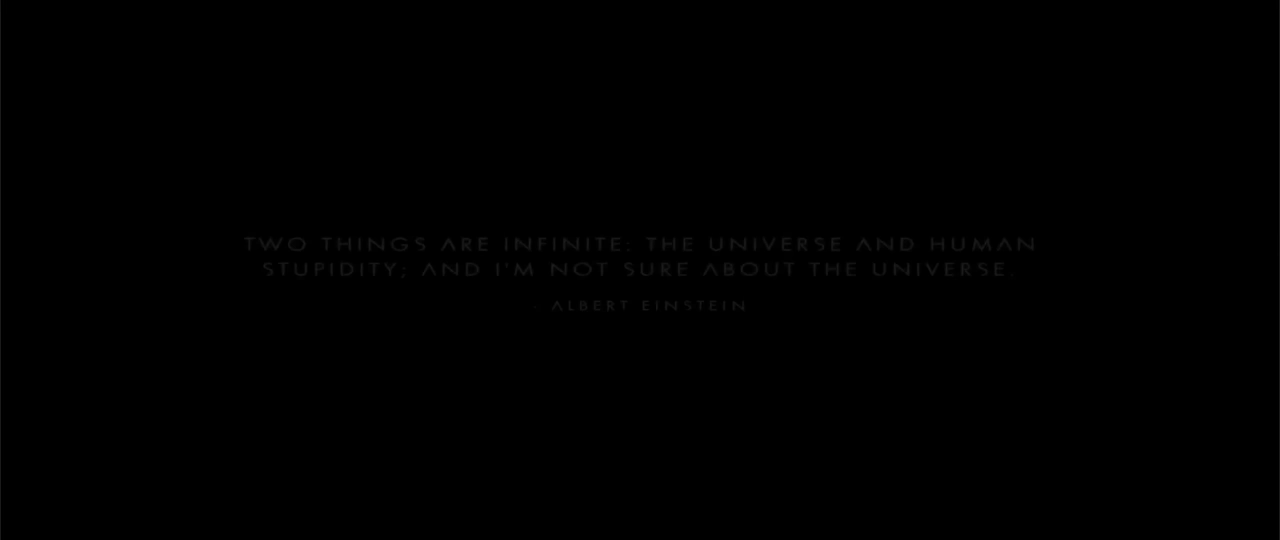 TWO THINGS ARE INFINITE: THE UNIVERSE AND HUMAN
STUPIDITY; AND I'M NOT SURE ABOUT THE UNIVERSE.
- ALBERT EINSTEIN